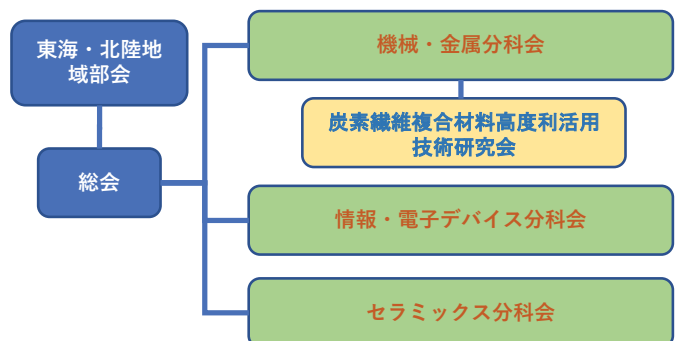 東海・北陸地
域部会
総会
機械・金属分科会
炭素繊維複合材料高度利活用
技術研究会
情報・電子デバイス分科会
セラミックス分科会